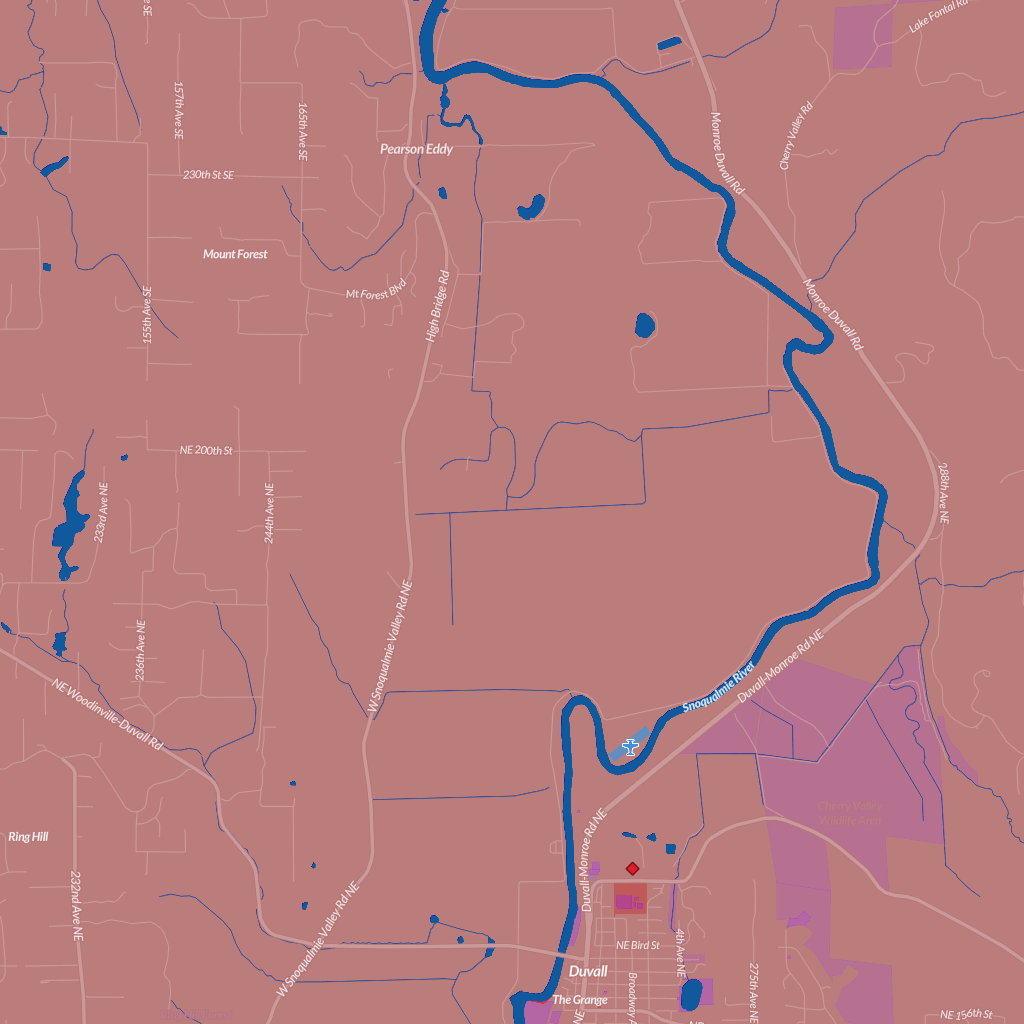 SE
Lake Fontal Rd
157th Ave SE
165th Ave SE
Monroe Duvall Rd
Cherry Valley Rd
Pearson Eddy
230th St SE
Mount Forest
Mt Forest Blvd
155th Ave SE
High Bridge Rd
Monroe Duvall Rd
NE 200th St
233rd Ave NE
244th Ave NE
288th Ave NE
W Snoqualmie Valley Rd NE
236th Ave NE
Duvall-Monroe Rd NE
Snoqualmie River
NE Woodinville-Duvall Rd
Cherry Valley
Wildlife Area
Ring Hill
Duvall-Monroe Rd NE
232nd Ave NE
W Snoqualmie Valley Rd NE
NE Bird St
4th Ave NE
275th Ave NE
Duvall
Broadway A
The Grange
NE
NE 156th St
NE